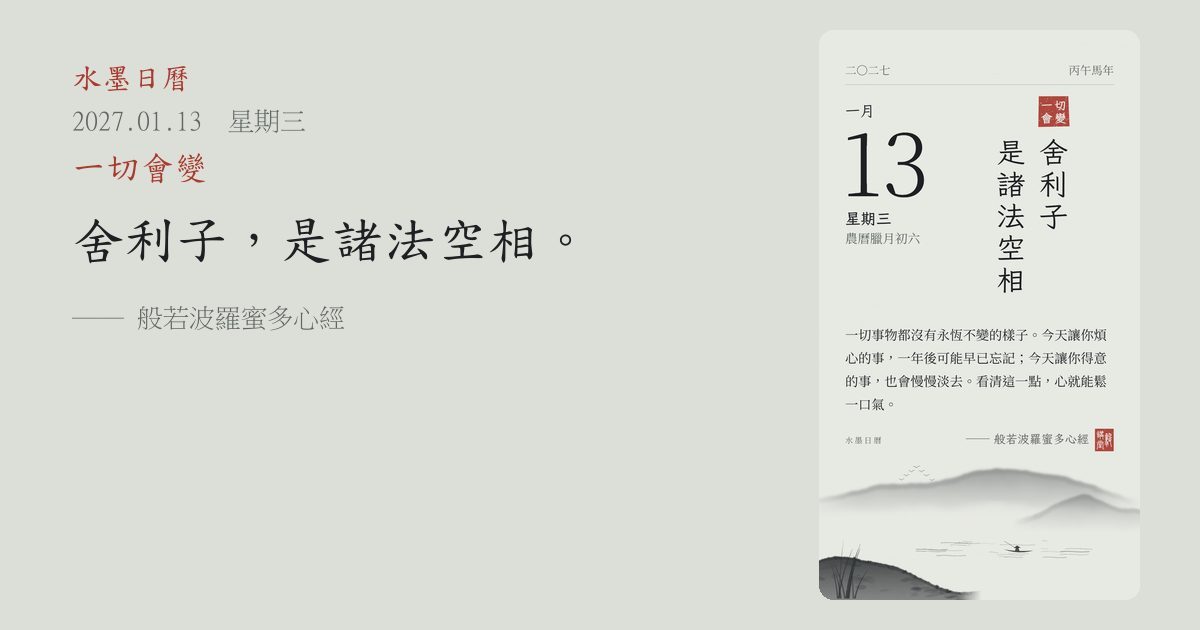 水墨日曆
2027.01.13 星期三
一切會變
舍利子，是諸法空相。
—— 般若波羅蜜多心經
二〇二七
丙午馬年
一月
13
星期三
農曆臘月初六
一切
會變
舍利子
是諸法空相
一切事物都沒有永恆不變的樣子。今天讓你煩
心的事，一年後可能早已忘記；今天讓你得意
的事，也會慢慢淡去。看清這一點，心就能鬆
一口氣。
水墨日曆
—— 般若波羅蜜多心經